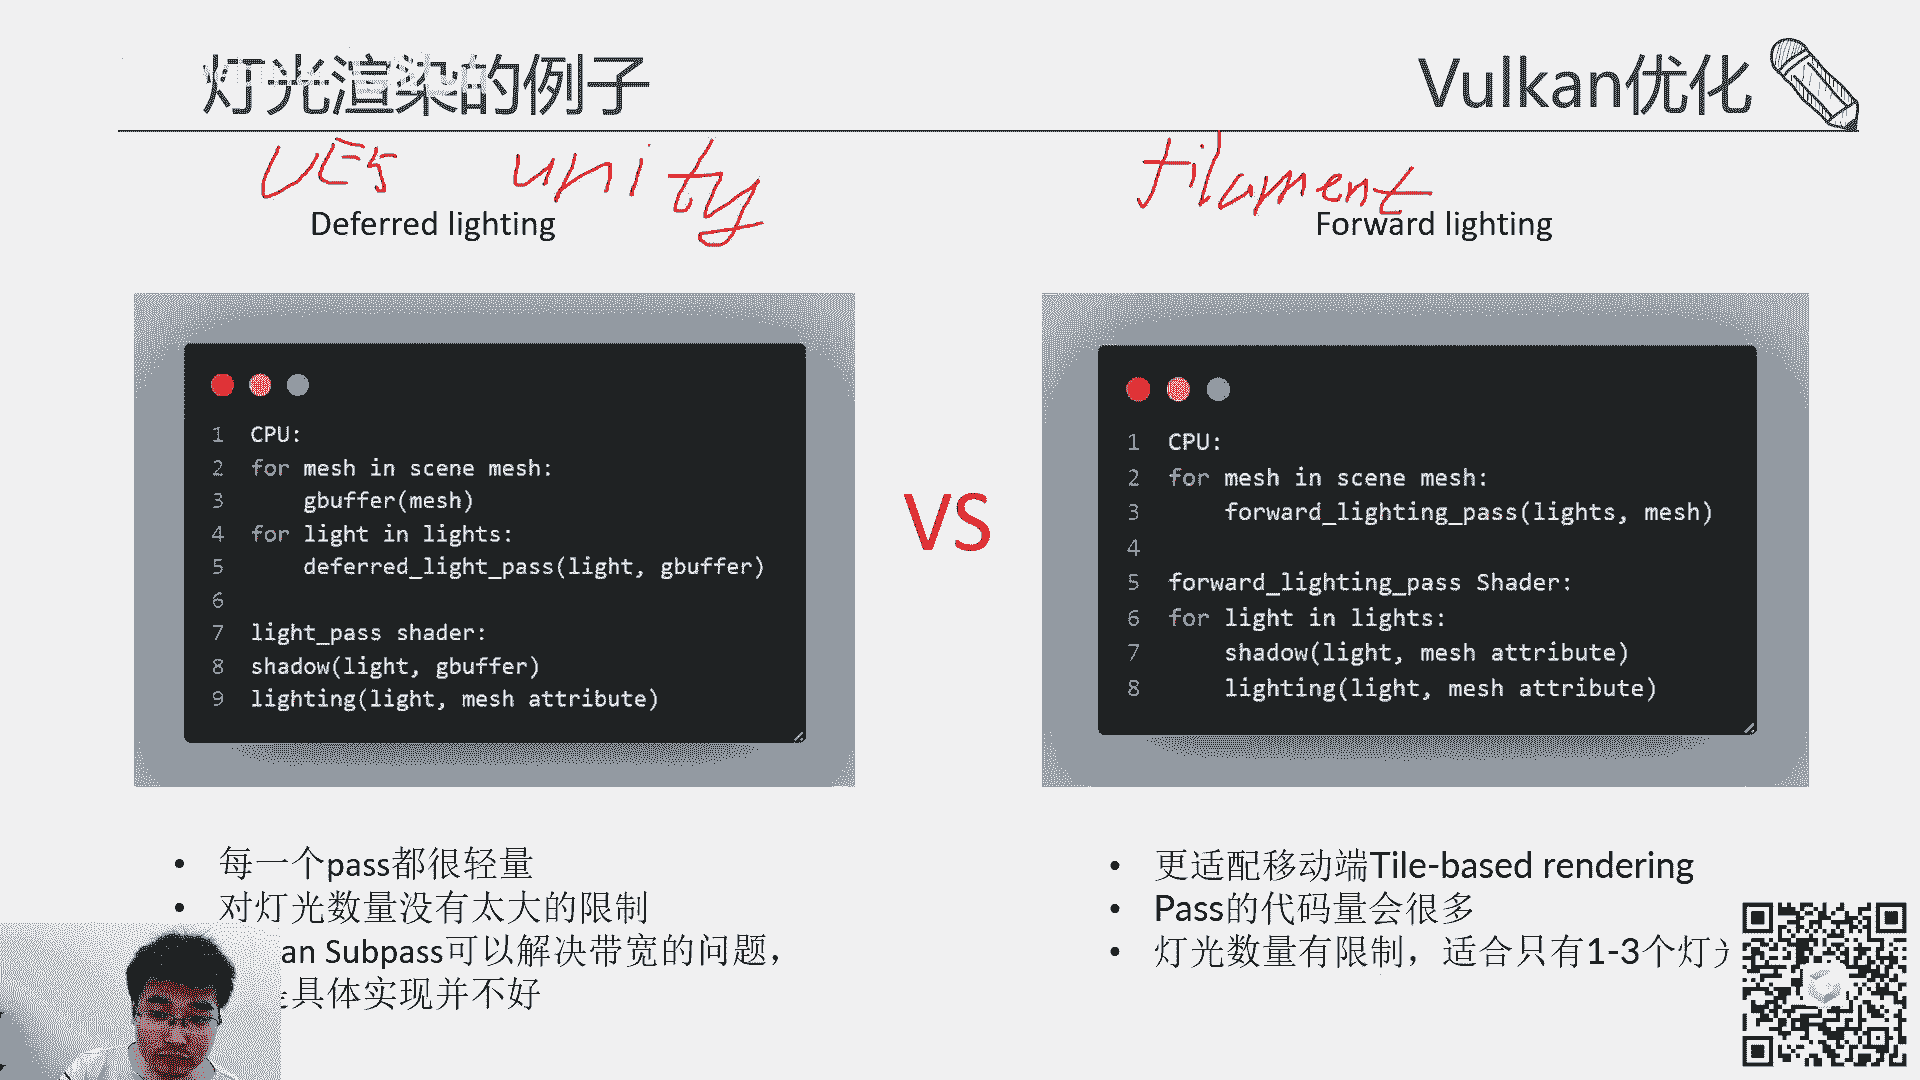 灯光渲染的例子
Vulkan优化
UE5 unity
filament
Deferred lighting
Forward lighting
1 CPU:
2 for mesh in scene mesh:
3 gbuffer(mesh)
4 for light in lights:
5 deferred_light_pass(light, gbuffer)
6
7 light_pass shader:
8 shadow(light, gbuffer)
9 lighting(light, mesh attribute)
VS
1 CPU:
2 for mesh in scene mesh:
3 forward_lighting_pass(lights, mesh)
4
5 forward_lighting_pass Shader:
6 for light in lights:
7 shadow(light, mesh attribute)
8 lighting(light, mesh attribute)
• 每一个pass都很轻量
• 对灯光数量没有太大的限制
an Subpass可以解决带宽的问题，
具体实现并不好
• 更适配移动端Tile-based rendering
• Pass的代码量会很多
• 灯光数量有限制，适合只有1-3个灯